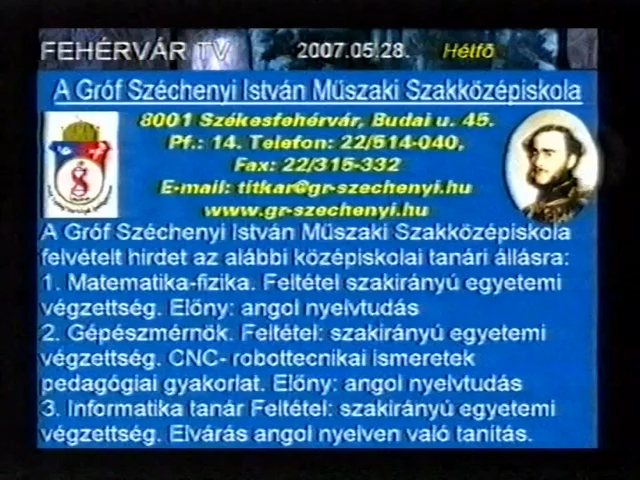 FEHÉRVÁR TV 2007.05.28. Hétfő
A Gróf Széchenyi István Műszaki Szakközépiskola
8001 Székesfehérvár, Budai u. 45.
Pf.: 14. Telefon: 22/514-040,
Fax: 22/315-332
E-mail: titkar@gr-szechenyi.hu
www.gr-szechenyi.hu
A Gróf Széchenyi István Műszaki Szakközépiskola
felvételt hirdet az alábbi középiskolai tanári állásra:
1. Matematika-fizika. Feltétel szakirányú egyetemi
végzettség. Előny: angol nyelvtudás
2. Gépészmérnök. Feltétel: szakirányú egyetemi
végzettség. CNC- robottecnikai ismeretek
pedagógiai gyakorlat. Előny: angol nyelvtudás
3. Informatika tanár Feltétel: szakirányú egyetemi
végzettség. Elvárás angol nyelven való tanítás.